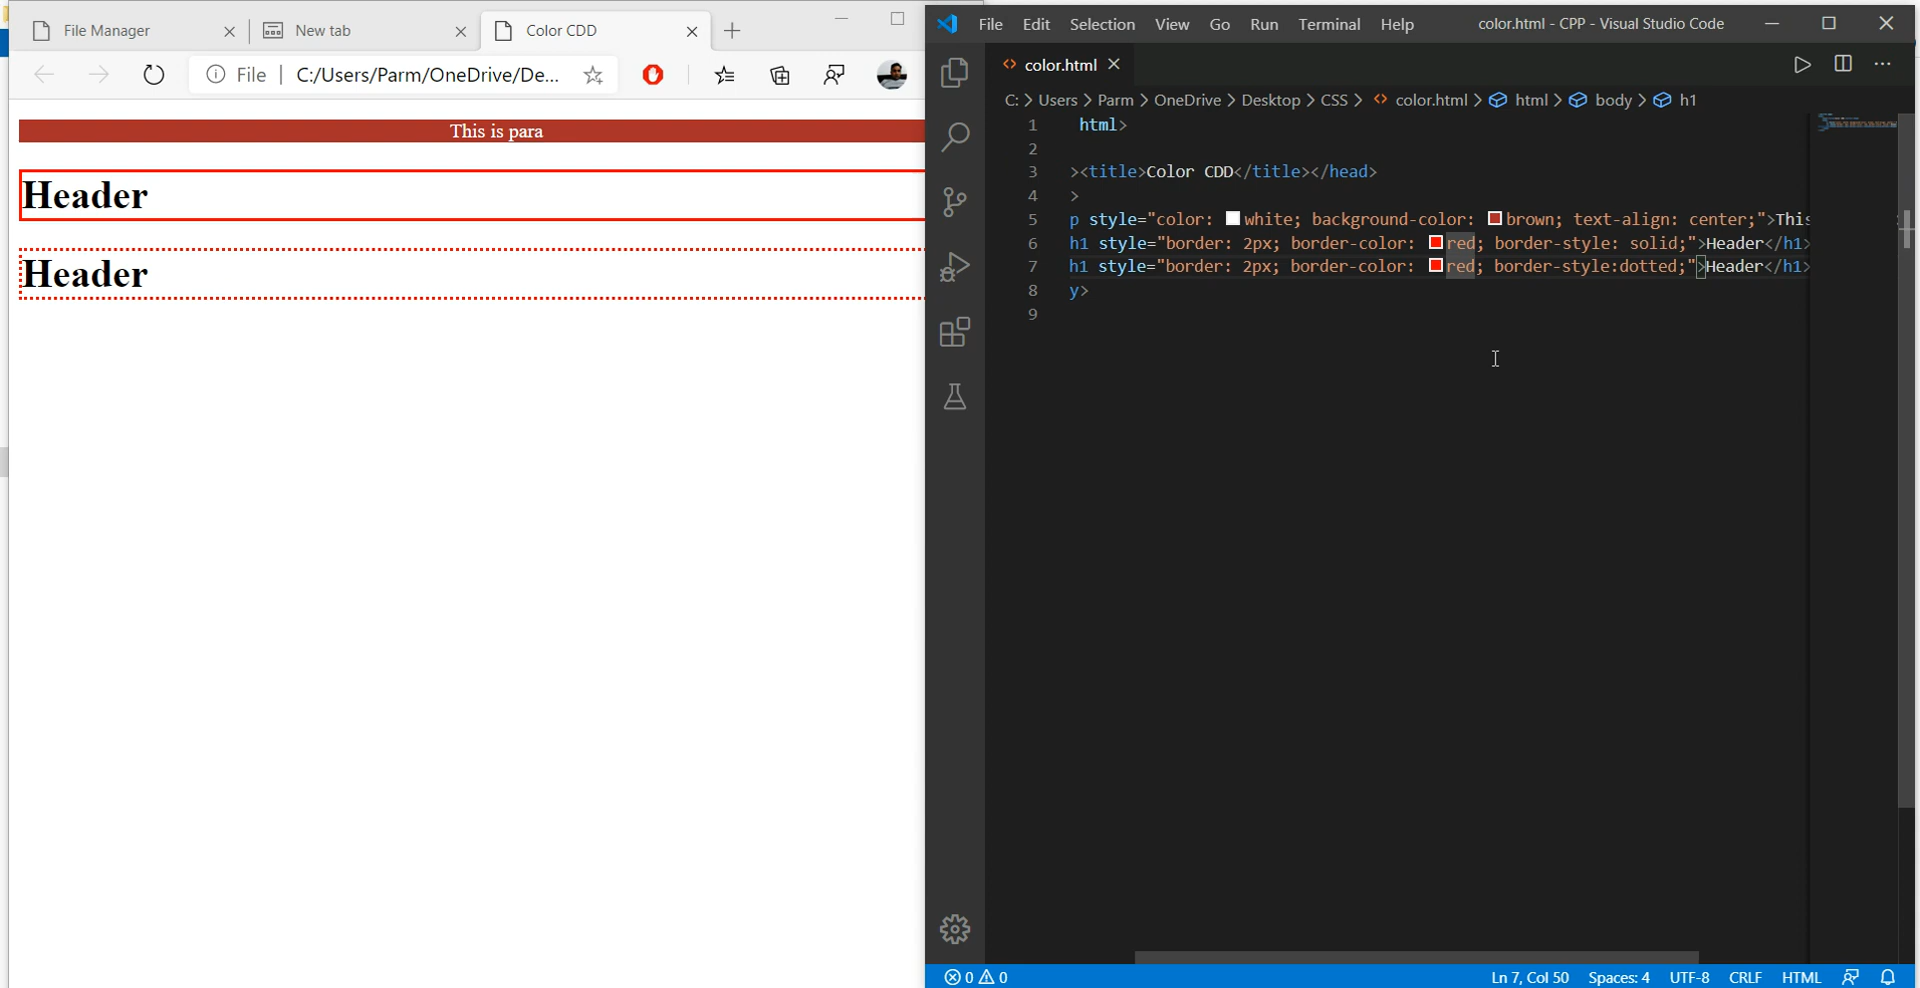 File Manager
New tab
Color CDD
File
C:/Users/Parm/OneDrive/De...
This is para
Header
Header
File Edit Selection View Go Run Terminal Help
color.html - CPP - Visual Studio Code
color.html
C: > Users > Parm > OneDrive > Desktop > CSS > color.html > html > body > h1
1 html>
2
3 ><title>Color CDD</title></head>
4 >
5 p style="color: white; background-color: brown; text-align: center;">This
6 h1 style="border: 2px; border-color: red; border-style: solid;">Header</h1>
7 h1 style="border: 2px; border-color: red; border-style:dotted;">Header</h1>
8 y>
9
0 0
Ln 7, Col 50 Spaces: 4 UTF-8 CRLF HTML